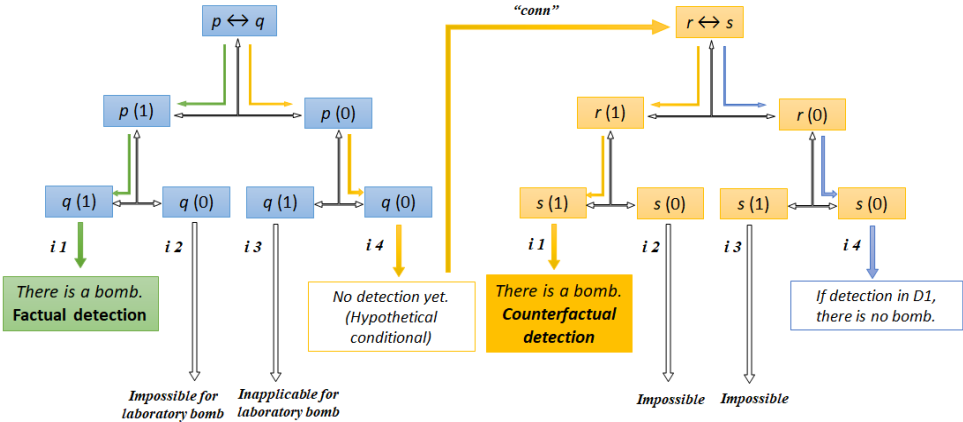 “conn”
p ↔ q
r ↔ s
p (1)
p (0)
r (1)
r (0)
q (1)
q (0)
q (1)
q (0)
s (1)
s (0)
s (1)
s (0)
i 1
i 2
i 3
i 4
i 1
i 2
i 3
i 4
There is a bomb.
Factual detection
No detection yet.
(Hypothetical
conditional)
There is a bomb.
Counterfactual
detection
If detection in D1,
there is no bomb.
Impossible for
laboratory bomb
Inapplicable for
laboratory bomb
Impossible
Impossible